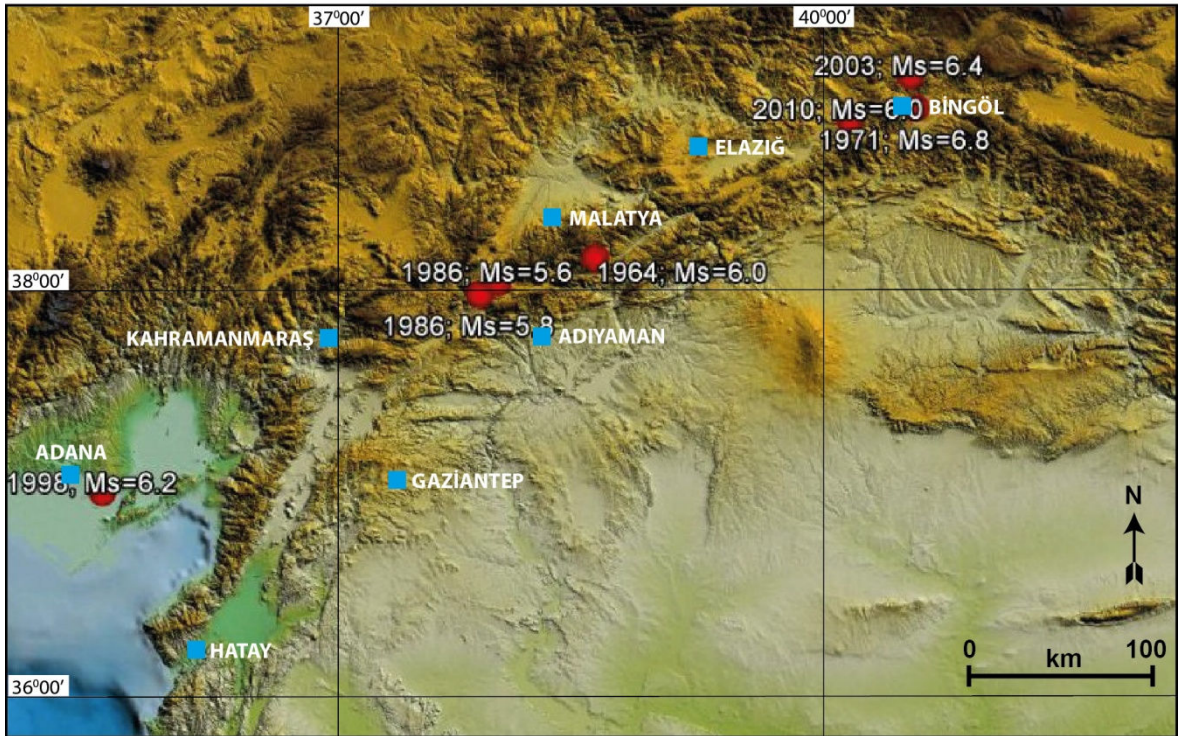 37⁰00'
40⁰00'
2003; Ms=6.4
2010; Ms=6.0
BİNGÖL
1971; Ms=6.8
ELAZIĞ
MALATYA
1986; Ms=5.6
1964; Ms=6.0
38⁰00'
1986; Ms=5.8
KAHRAMANMARAŞ
ADIYAMAN
ADANA
1998; Ms=6.2
GAZİANTEP
N
HATAY
0
km
100
36⁰00'